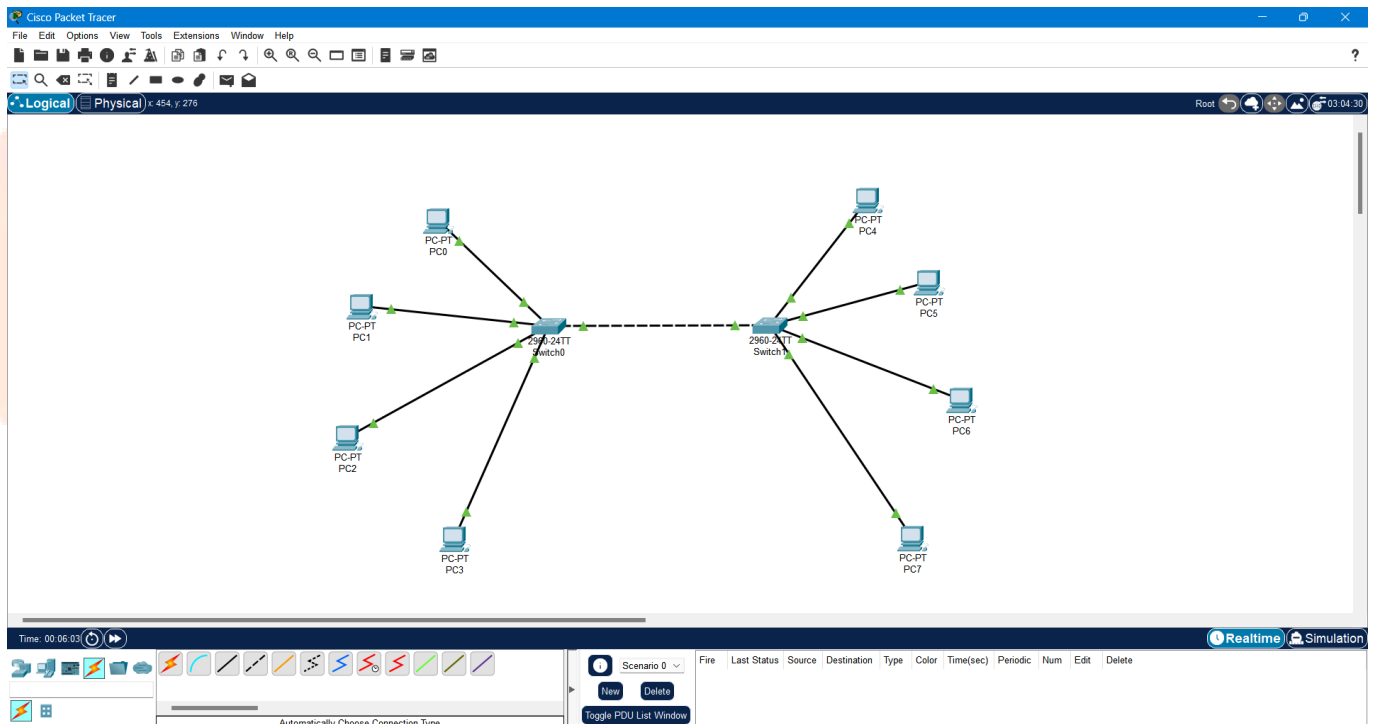 Cisco Packet Tracer
File Edit Options View Tools Extensions Window Help
?
Logical Physical x: 454, y: 276 Root 03:04:30
PC-PT
PC4
PC-PT
PC0
PC-PT
PC5
PC-PT
PC1
2960-24TT
Switch0
2960-24TT
Switch1
PC-PT
PC6
PC-PT
PC2
PC-PT
PC3
PC-PT
PC7
Time: 00:06:03 Realtime Simulation
Scenario 0 Fire Last Status Source Destination Type Color Time(sec) Periodic Num Edit Delete
New Delete
Toggle PDU List Window
Automatically Choose Connection Type